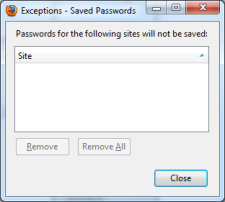 Exceptions - Saved Passwords
Passwords for the following sites will not be saved:
Site
Remove Remove All
Close